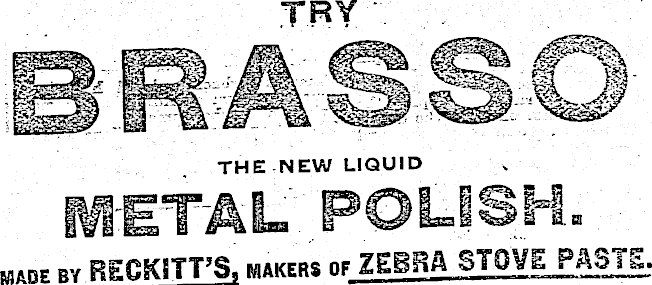 TRY
BRASSO
THE NEW LIQUID
METAL POLISH.
MADE BY RECKITT'S, MAKERS OF ZEBRA STOVE PASTE.